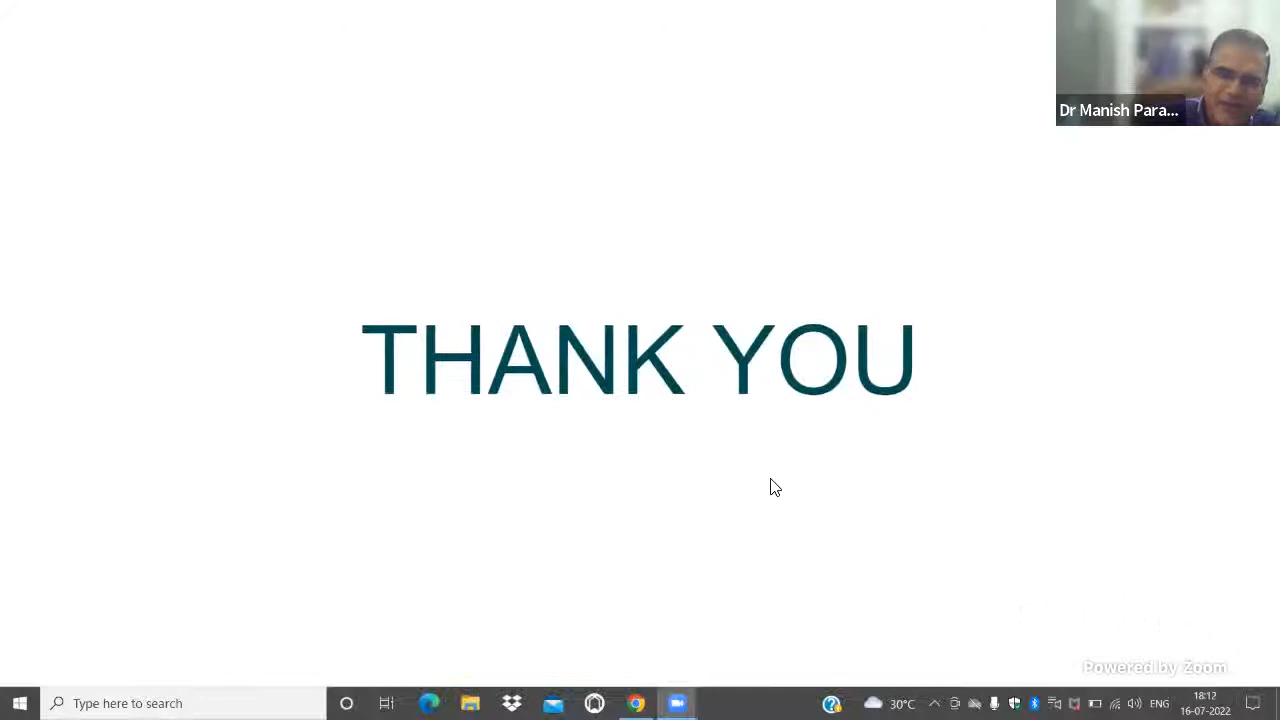 Dr Manish Para...
THANK YOU
Powered by Zoom
Type here to search
30°C
ENG
18:12
16-07-2022